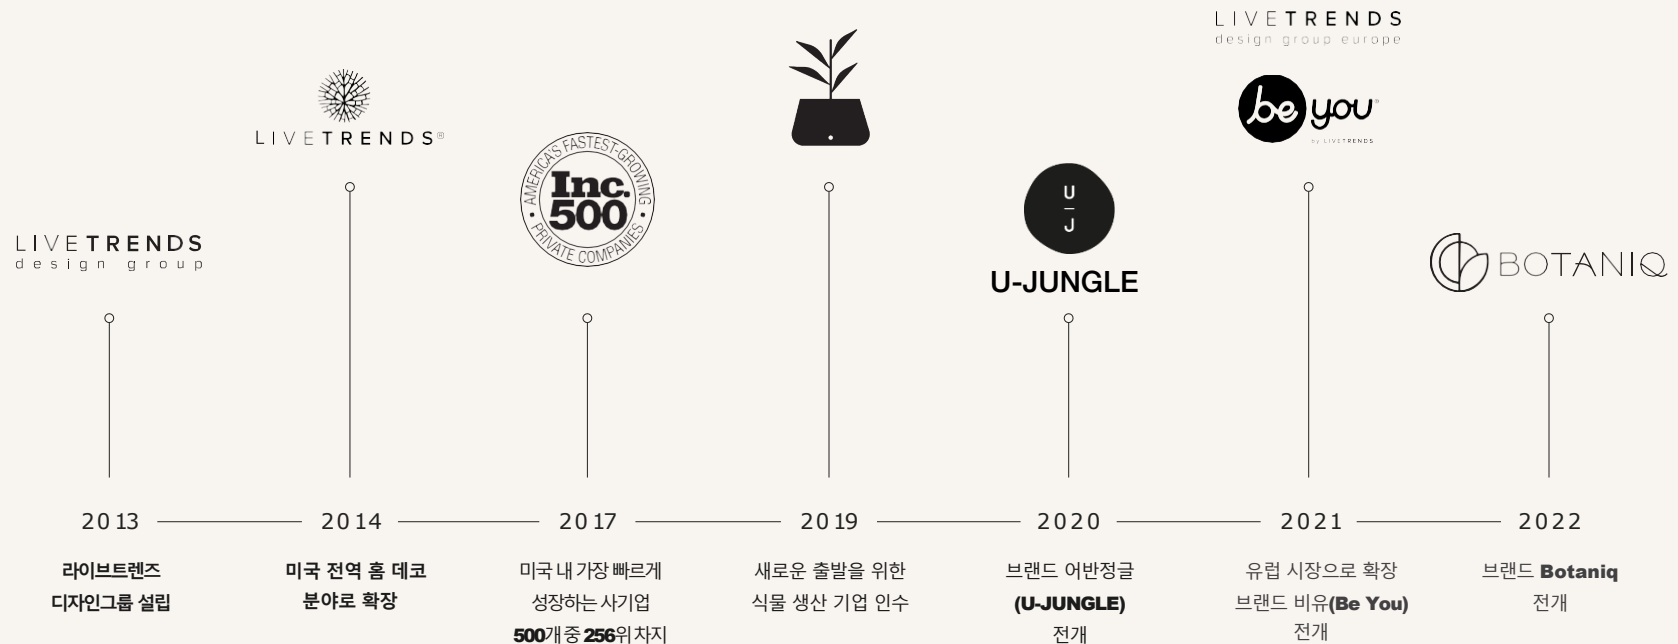 LIVETRENDS
design group
LIVETRENDS®
AMERICA'S FASTEST-GROWING
Inc.
500
PRIVATE COMPANIES
U
J
U-JUNGLE
LIVETRENDS
design group europe
be you®
by LIVETRENDS
BOTANIQ
2013
라이브트렌즈
디자인그룹 설립
2014
미국 전역 홈 데코
분야로 확장
2017
미국 내 가장 빠르게
성장하는 사기업
500개 중 256위 차지
2019
새로운 출발을 위한
식물 생산 기업 인수
2020
브랜드 어반정글
(U-JUNGLE)
전개
2021
유럽 시장으로 확장
브랜드 비유(Be You)
전개
2022
브랜드 Botaniq
전개